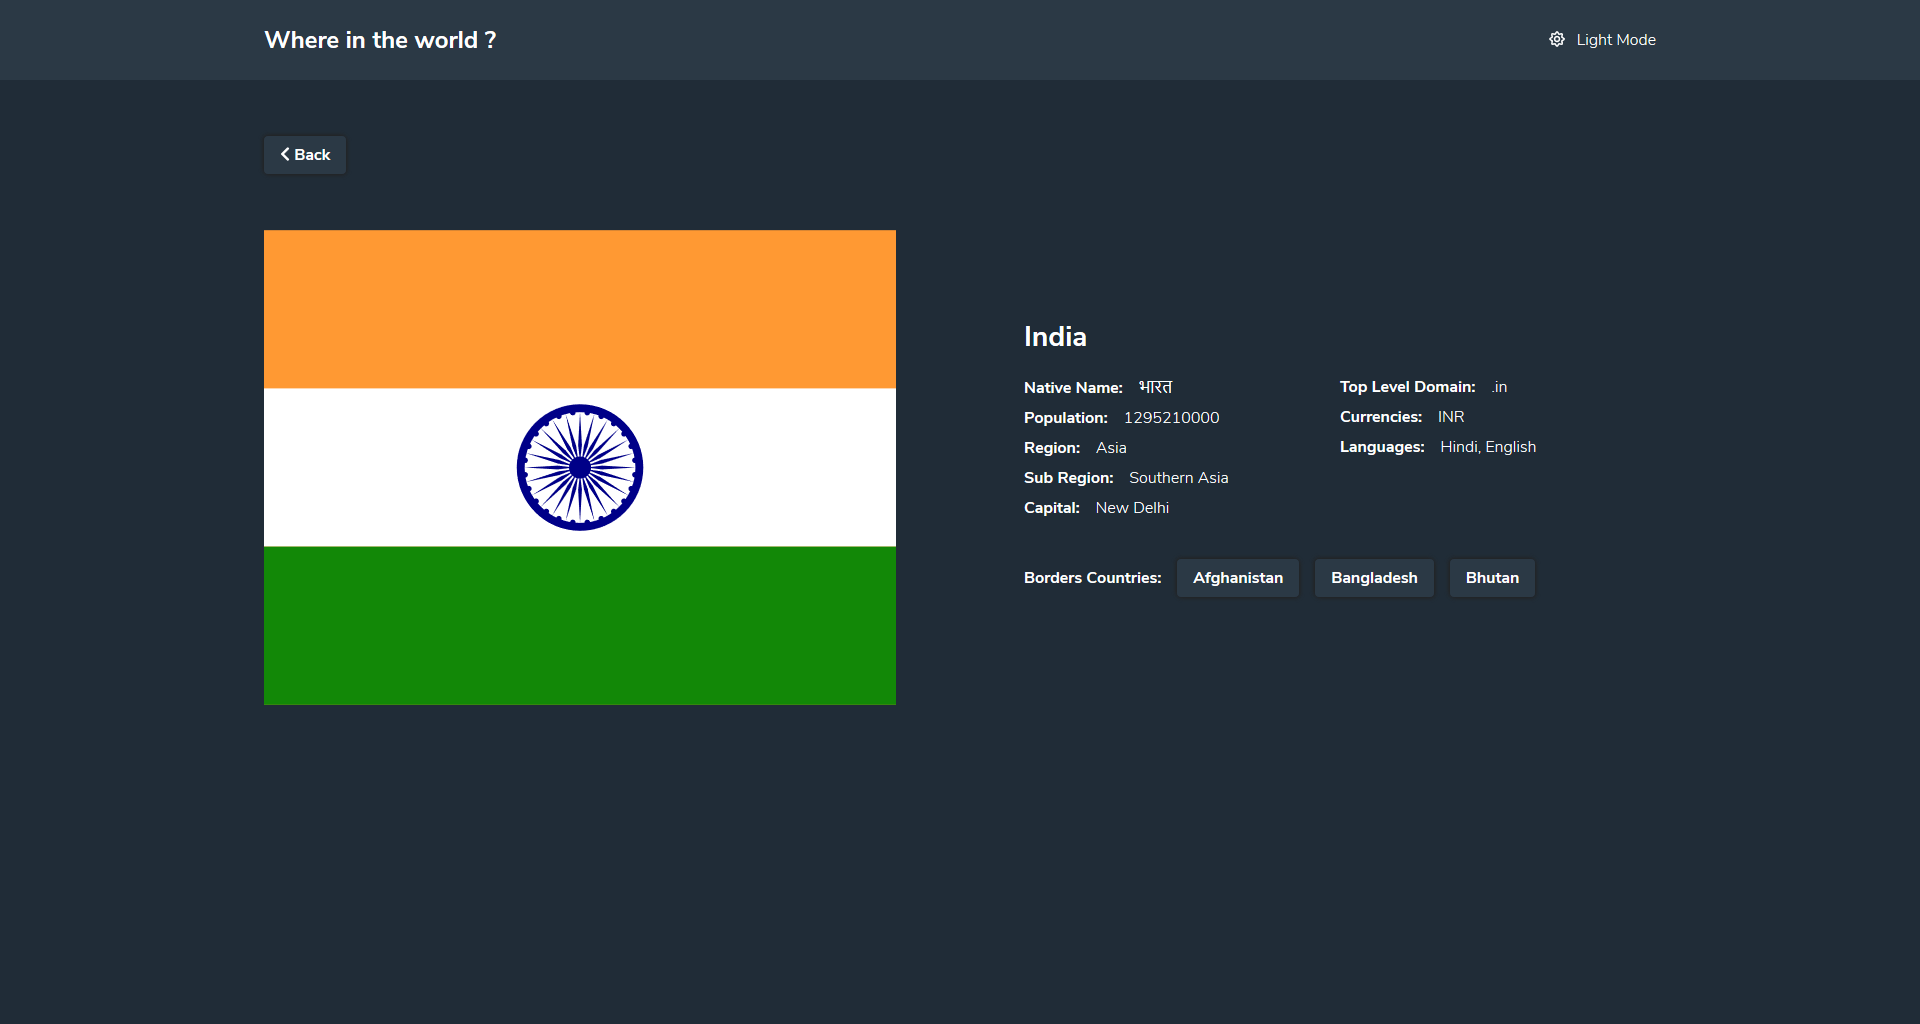 Where in the world ?
Light Mode
Back
India
Native Name: भारत
Population: 1295210000
Region: Asia
Sub Region: Southern Asia
Capital: New Delhi
Top Level Domain: .in
Currencies: INR
Languages: Hindi, English
Borders Countries: Afghanistan Bangladesh Bhutan